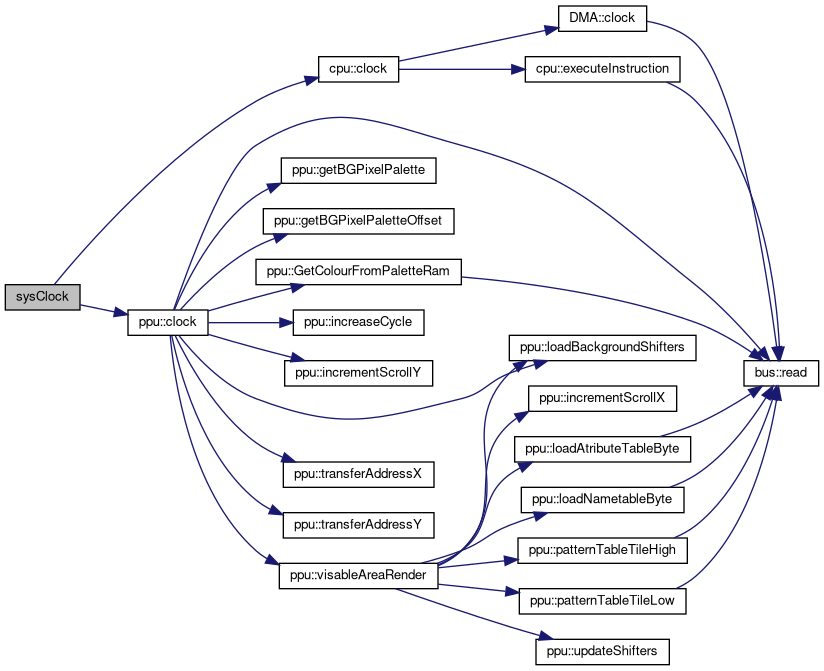 DMA::clock
cpu::clock
cpu::executeInstruction
ppu::getBGPixelPalette
ppu::getBGPixelPaletteOffset
ppu::GetColourFromPaletteRam
sysClock
ppu::clock
ppu::increaseCycle
ppu::loadBackgroundShifters
ppu::incrementScrollY
bus::read
ppu::incrementScrollX
ppu::loadAtributeTableByte
ppu::transferAddressX
ppu::loadNametableByte
ppu::transferAddressY
ppu::patternTableTileHigh
ppu::visableAreaRender
ppu::patternTableTileLow
ppu::updateShifters